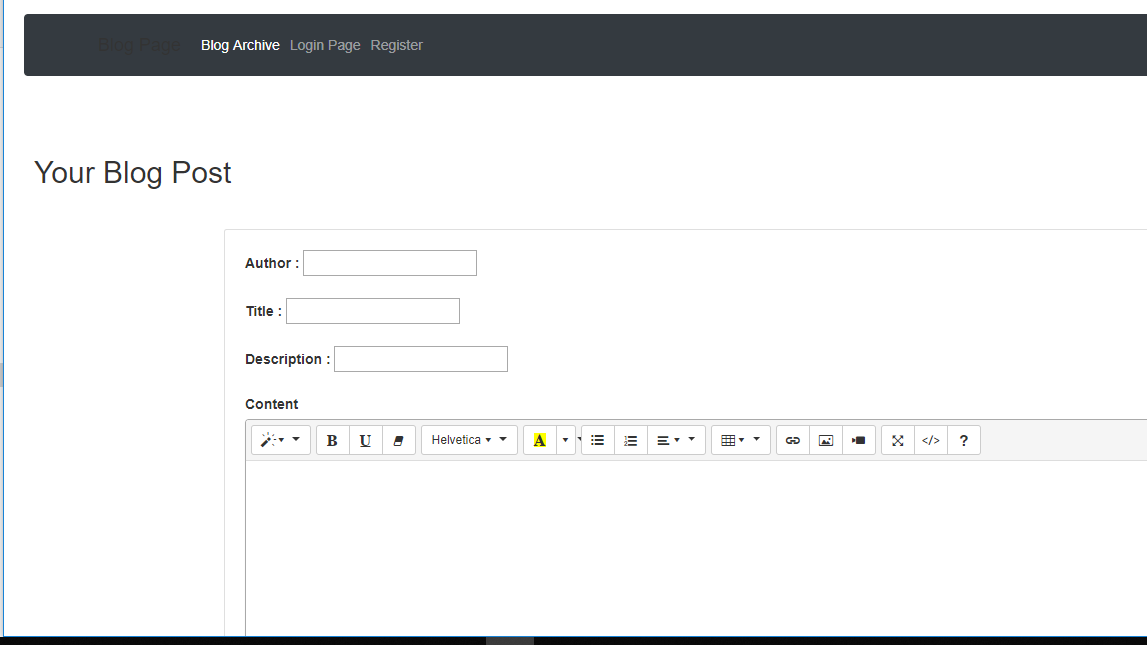 Blog Page Blog Archive Login Page Register
Your Blog Post
Author :
Title :
Description :
Content
B U Helvetica A </> ?